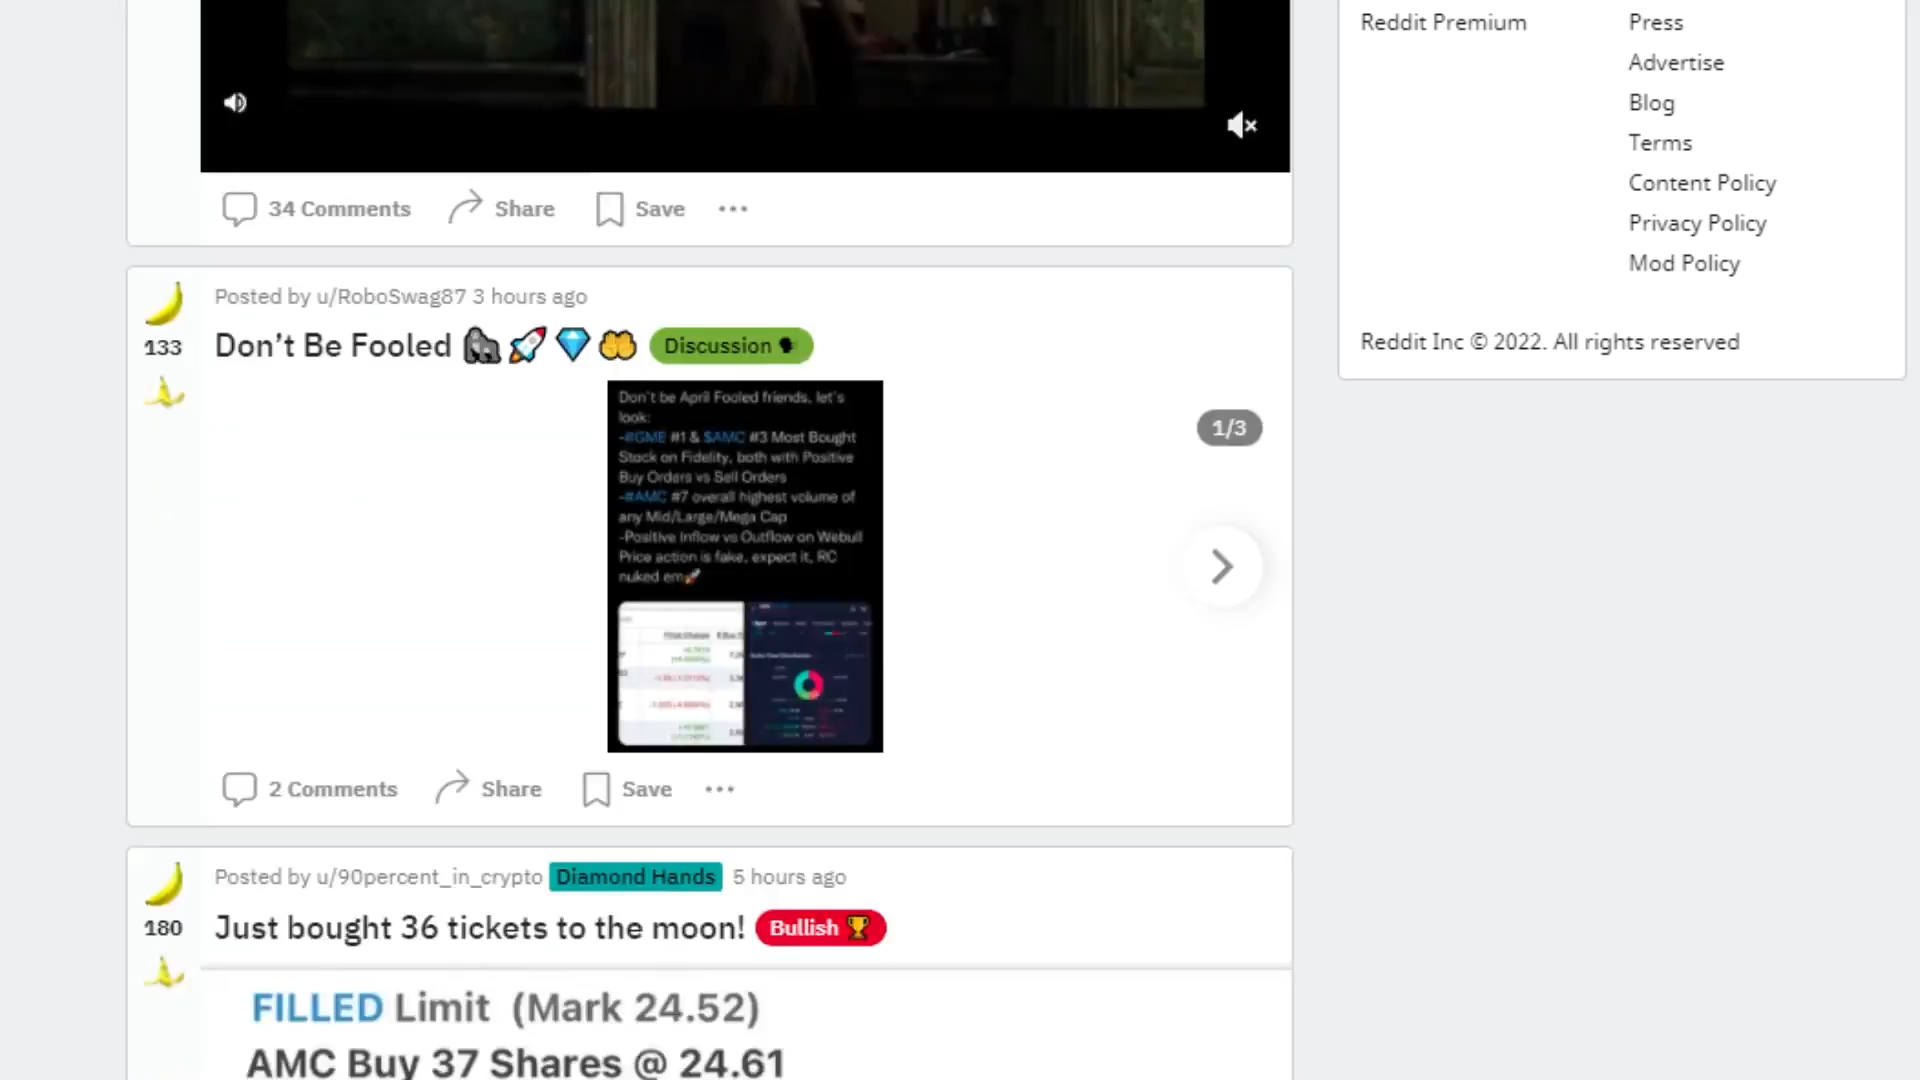 34 Comments Share Save
Posted by u/RoboSwag87 3 hours ago
133
Don't Be Fooled Discussion
1/3
Don't be April Fooled friends, let's
look:
-#GME #1 & $AMC #3 Most Bought
Stock on Fidelity, both with Positive
Buy Orders vs Sell Orders
-#AMC #7 overall highest volume of
any Mid/Large/Mega Cap
-Positive Inflow vs Outflow on Webull
Price action is fake, expect it, RC
nuked em
2 Comments Share Save
Posted by u/90percent_in_crypto Diamond Hands 5 hours ago
180
Just bought 36 tickets to the moon! Bullish
FILLED Limit (Mark 24.52)
AMC Buy 37 Shares @ 24.61
Reddit Premium
Press
Advertise
Blog
Terms
Content Policy
Privacy Policy
Mod Policy
Reddit Inc © 2022. All rights reserved